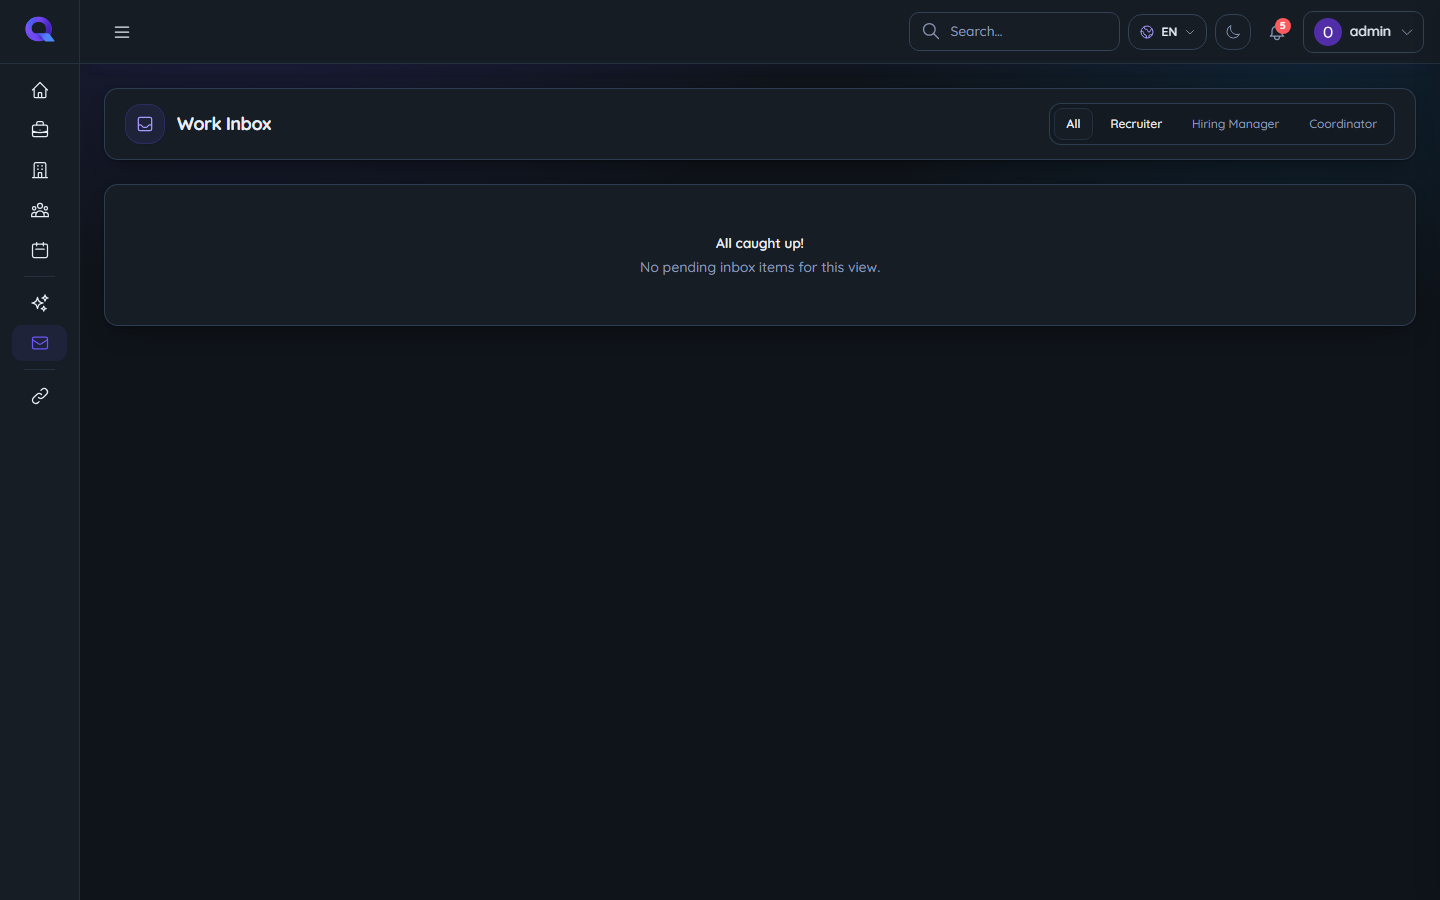 Search...
EN
5
O
admin
Work Inbox
All
Recruiter
Hiring Manager
Coordinator
All caught up!
No pending inbox items for this view.